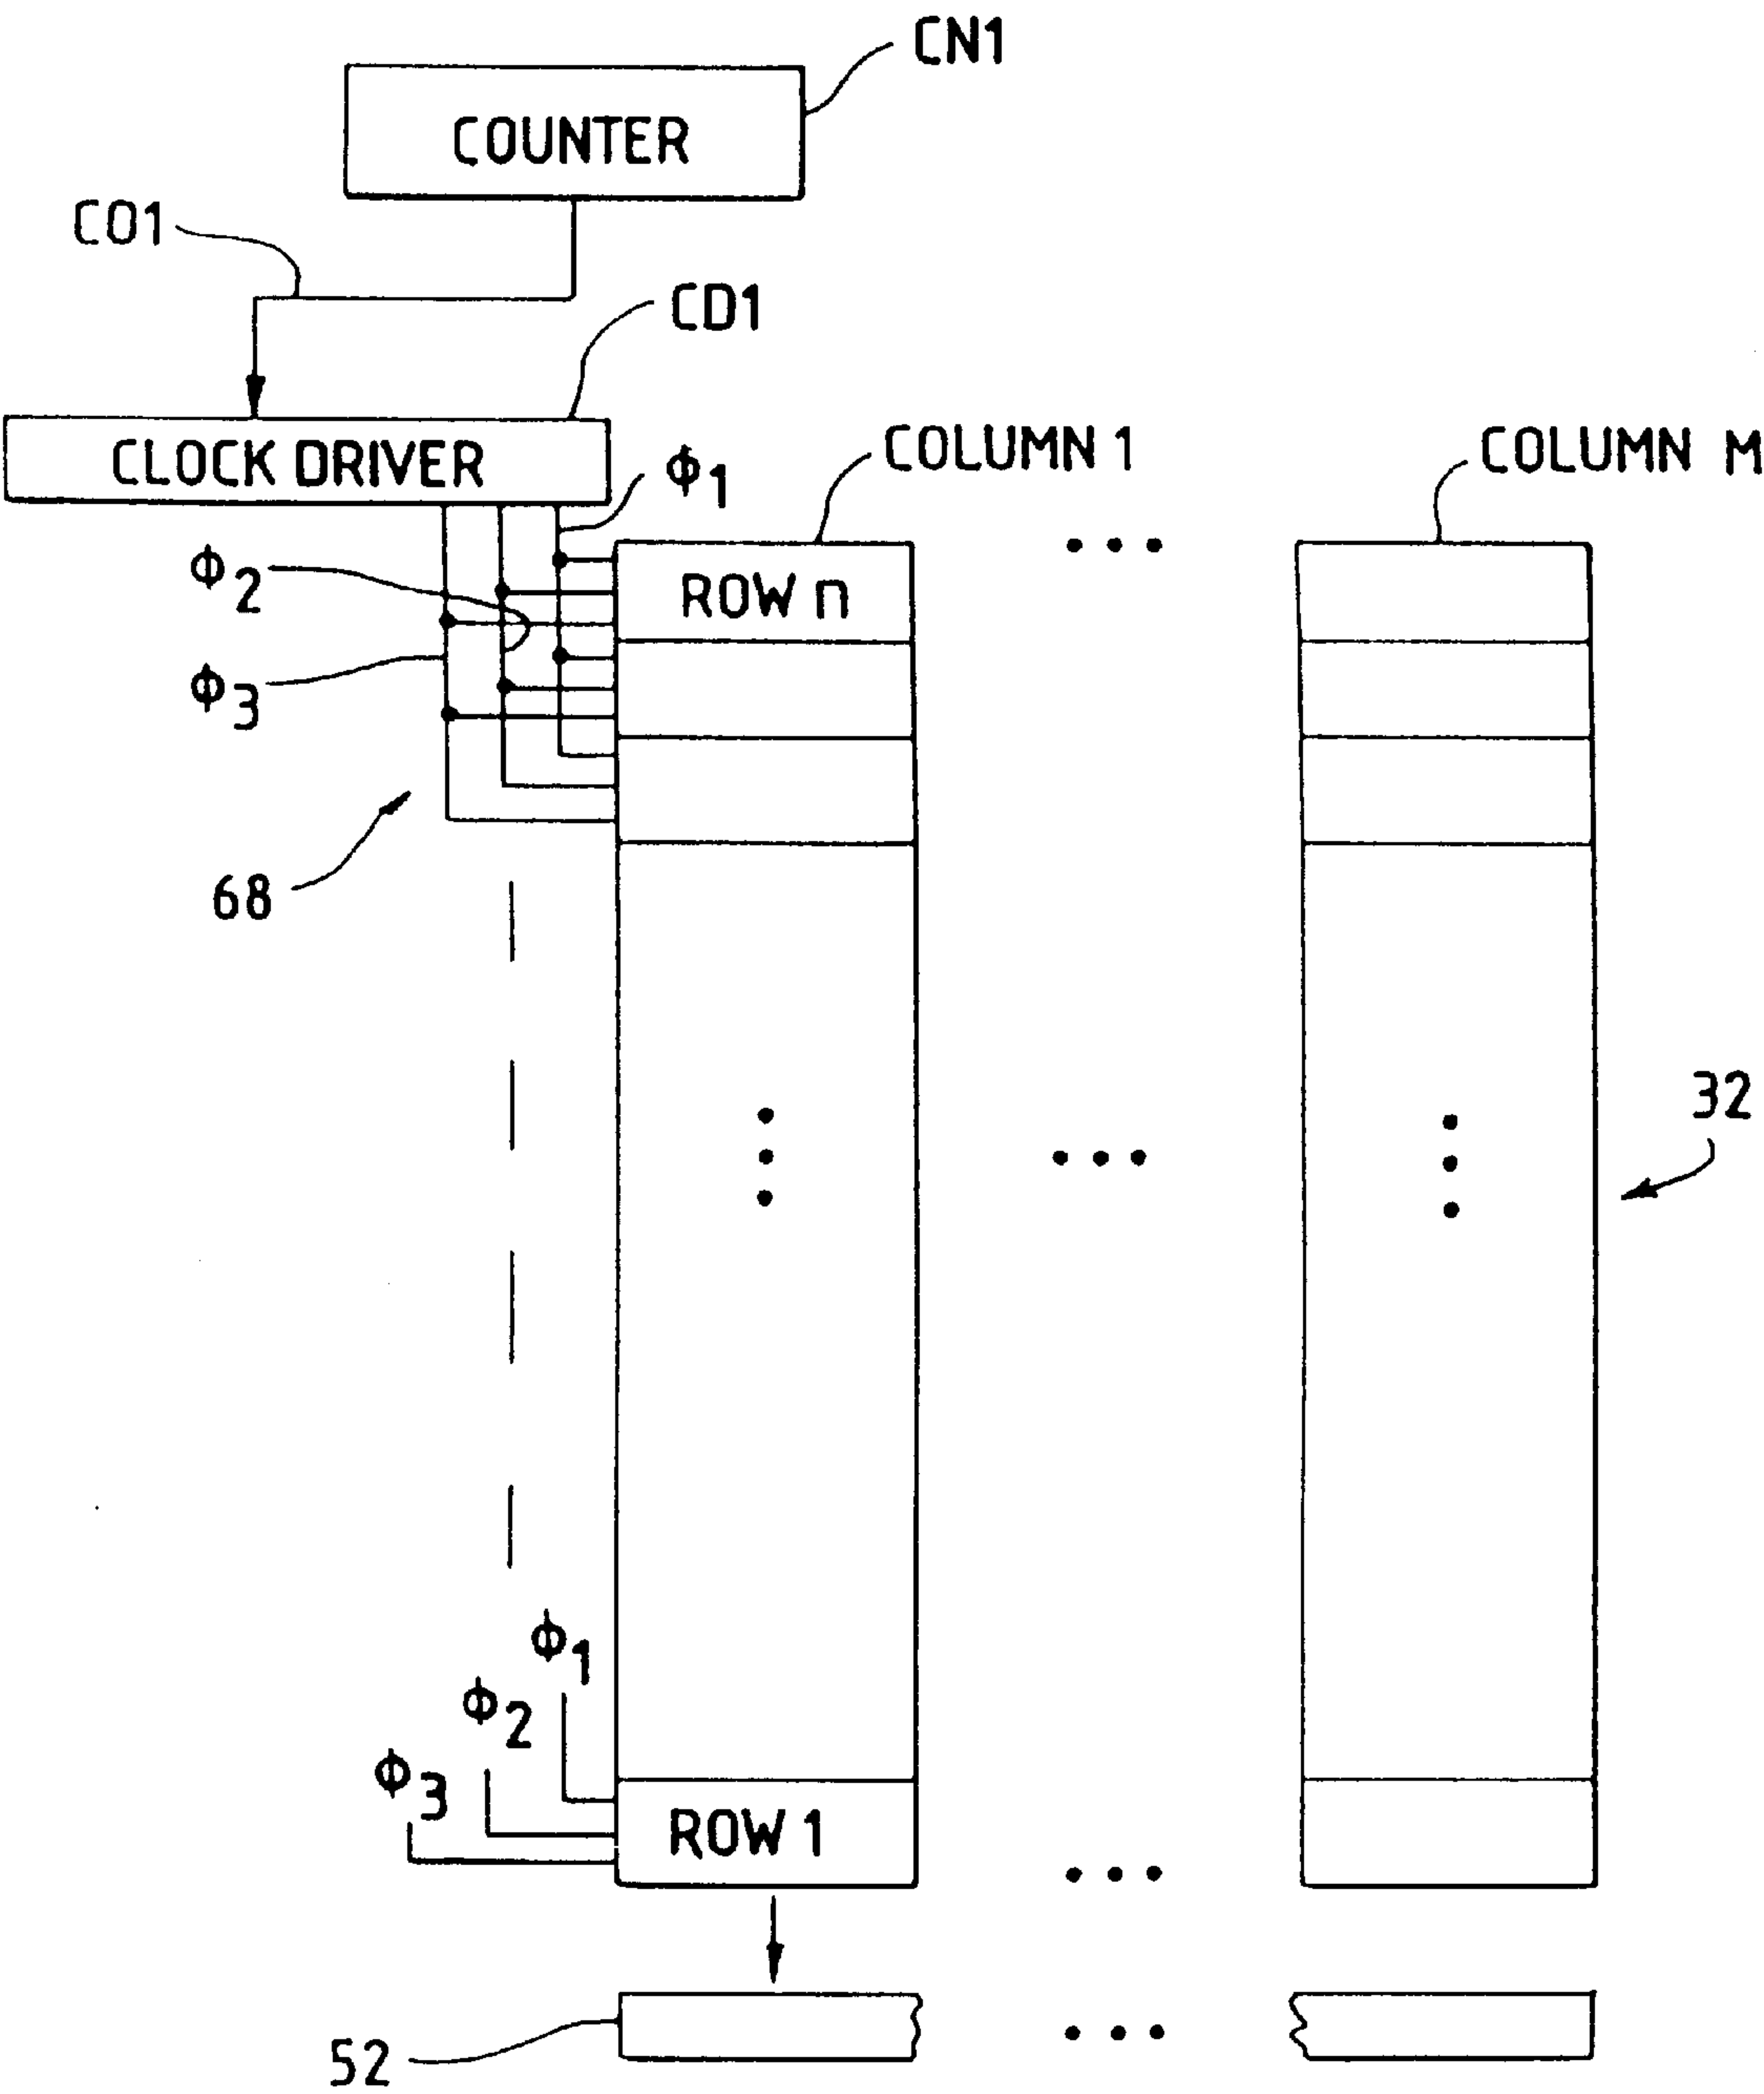 CN1
COUNTER
CO1
CD1
CLOCK DRIVER
ϕ1
COLUMN 1
COLUMN M
ϕ2
ROW n
ϕ3
68
32
ϕ1
ϕ2
ϕ3
ROW 1
52